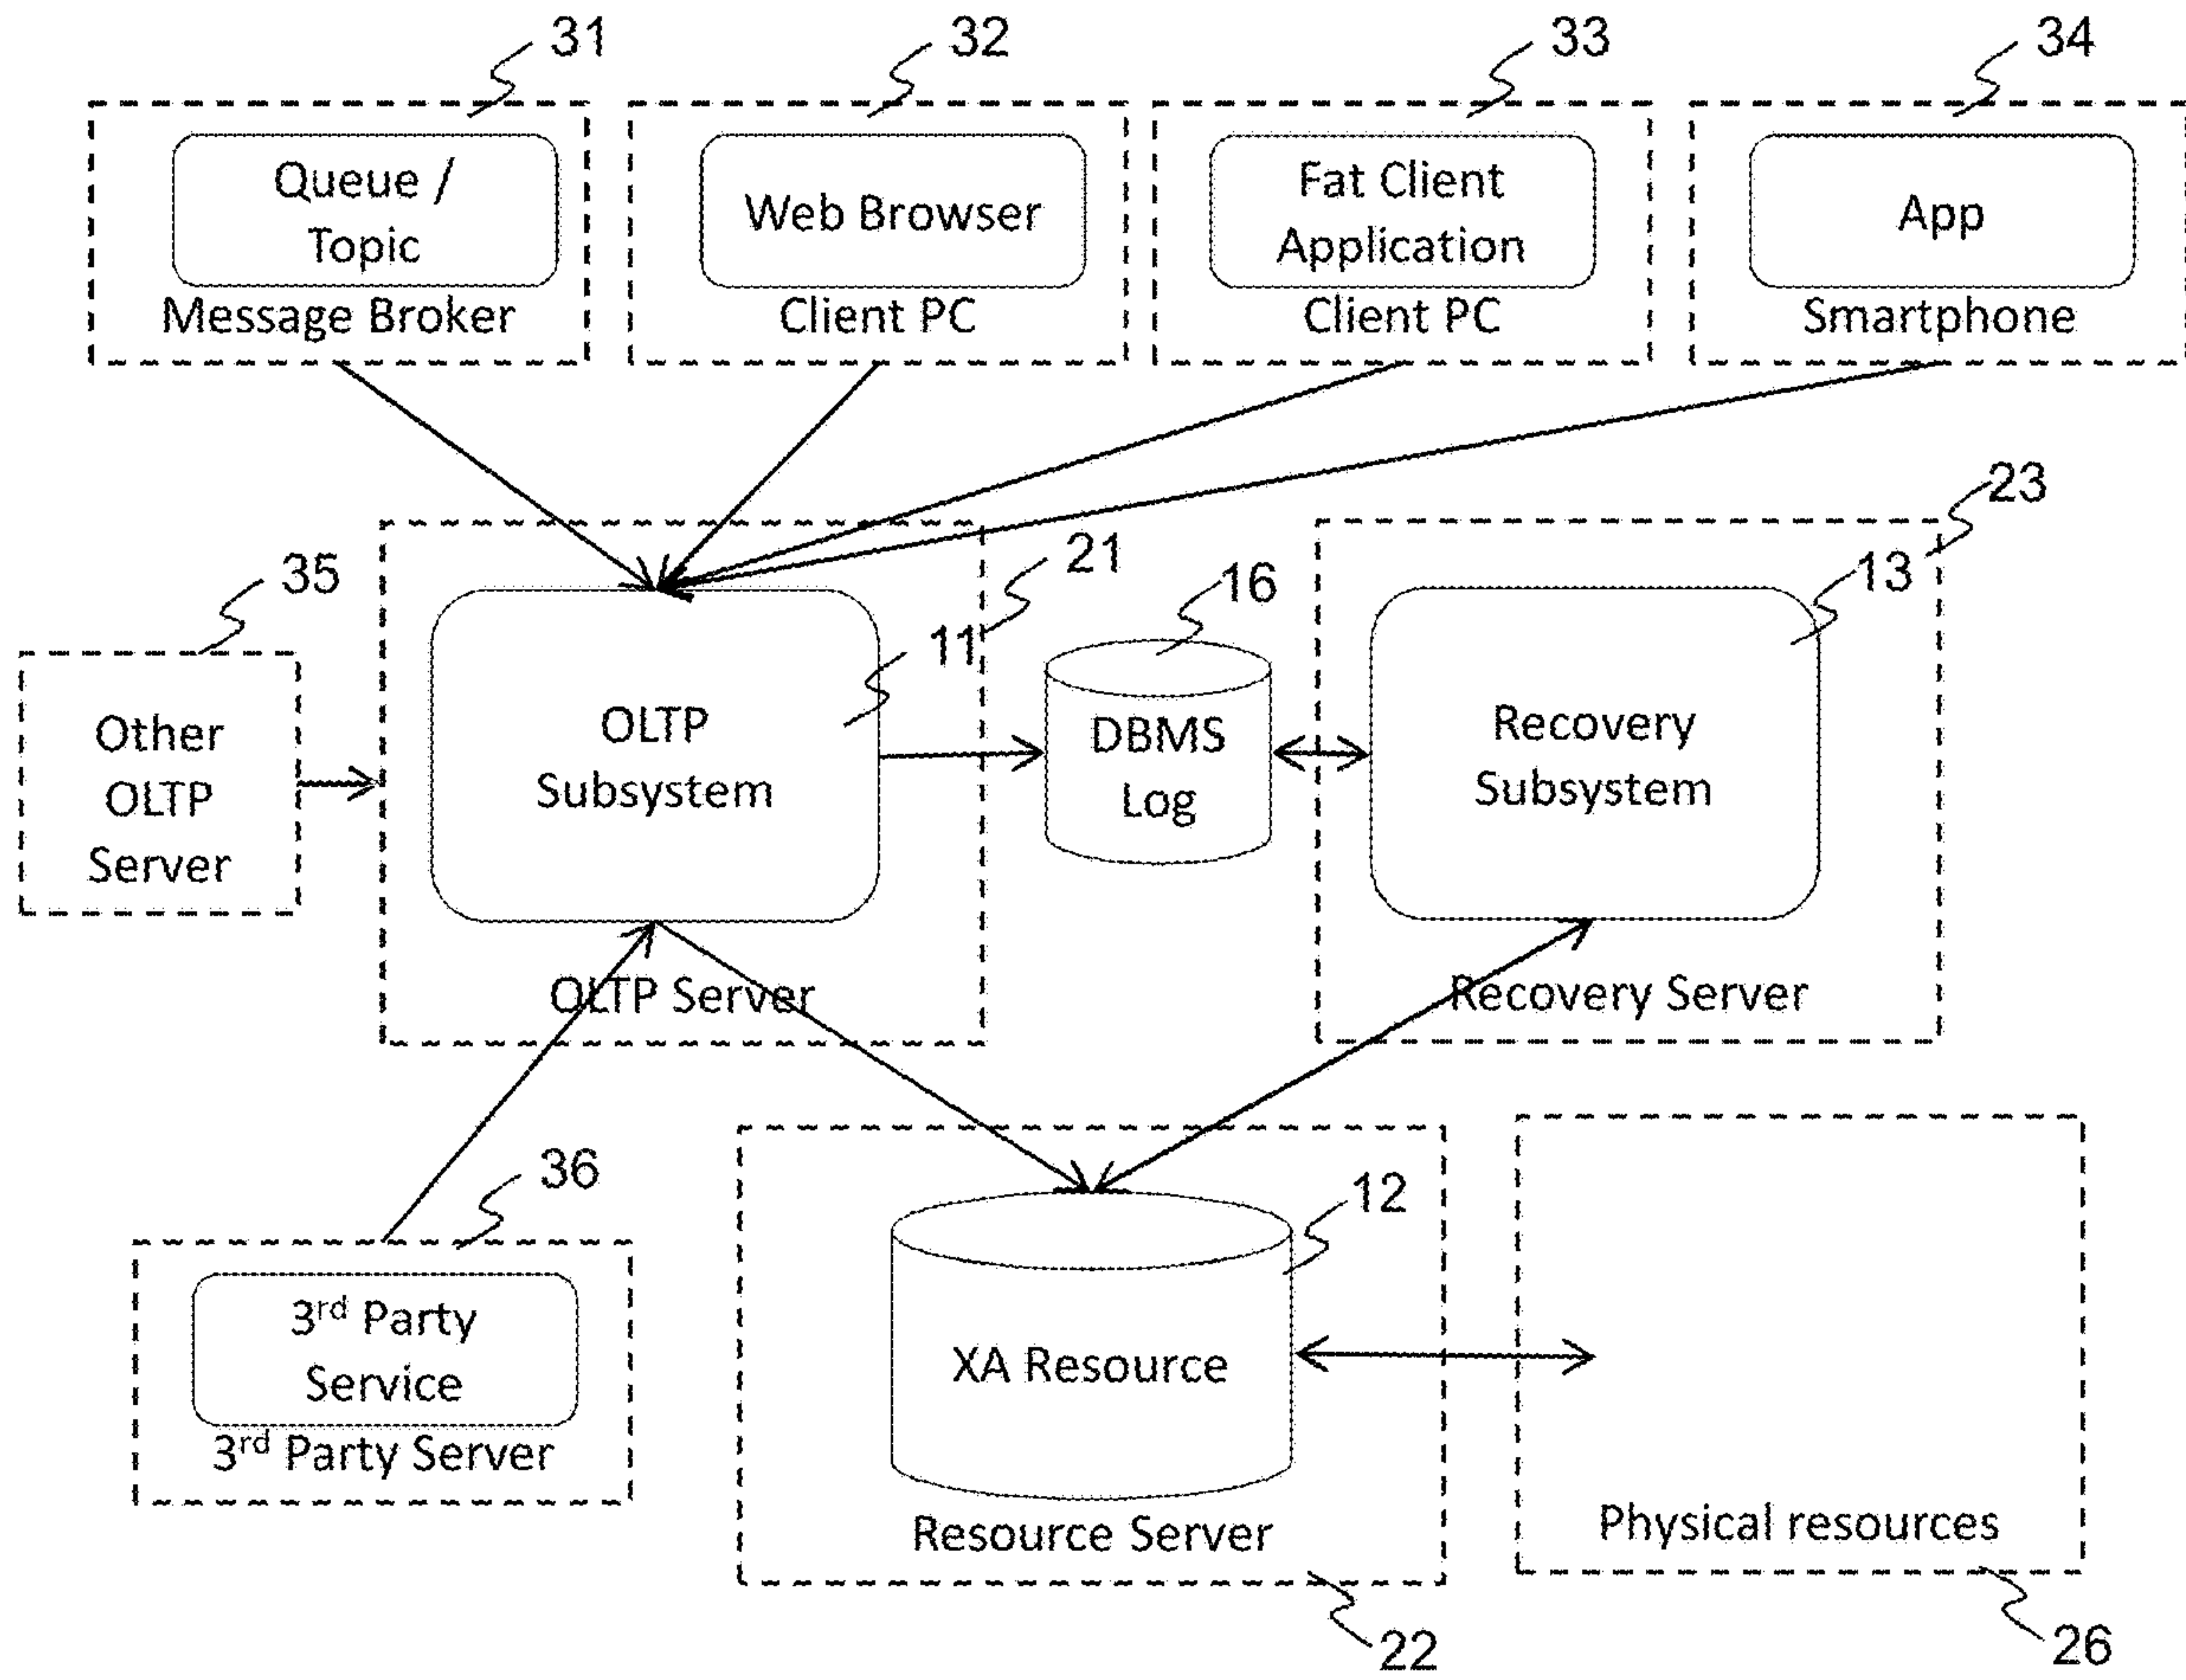 31
32
33
34
Queue /
Topic
Message Broker
Web Browser
Client PC
Fat Client
Application
Client PC
App
Smartphone
35
Other
OLTP
Server
21
11
OLTP
Subsystem
OLTP Server
16
DBMS
Log
23
13
Recovery
Subsystem
Recovery Server
36
3rd Party
Service
3rd Party Server
12
XA Resource
Resource Server
22
Physical resources
26